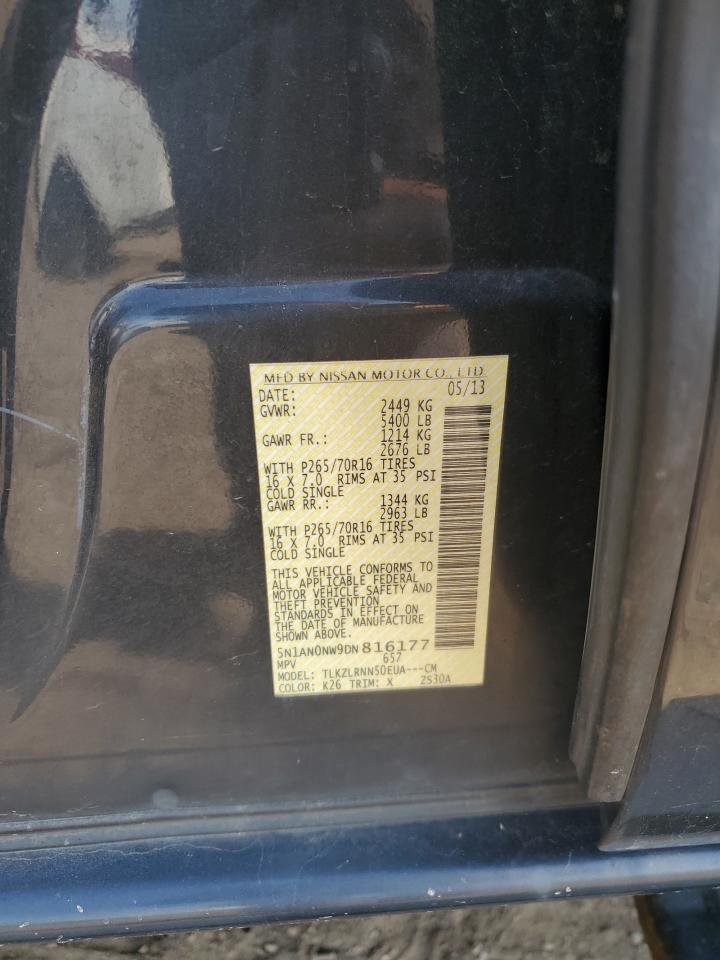 MFD BY NISSAN MOTOR CO., LTD.
DATE: 05/13
GVWR: 2449 KG
5400 LB
GAWR FR.: 1214 KG
2676 LB
WITH P265/70R16 TIRES
16 X 7.0 RIMS AT 35 PSI
COLD SINGLE
GAWR RR.: 1344 KG
2963 LB
WITH P265/70R16 TIRES
16 X 7.0 RIMS AT 35 PSI
COLD SINGLE
THIS VEHICLE CONFORMS TO
ALL APPLICABLE FEDERAL
MOTOR VEHICLE SAFETY AND
THEFT PREVENTION
STANDARDS IN EFFECT ON
THE DATE OF MANUFACTURE
SHOWN ABOVE.
5N1AN0NW9DN816177
MPV 657
MODEL: TLKZLRNN50EUA---CM
COLOR: K26 TRIM: X ZS30A